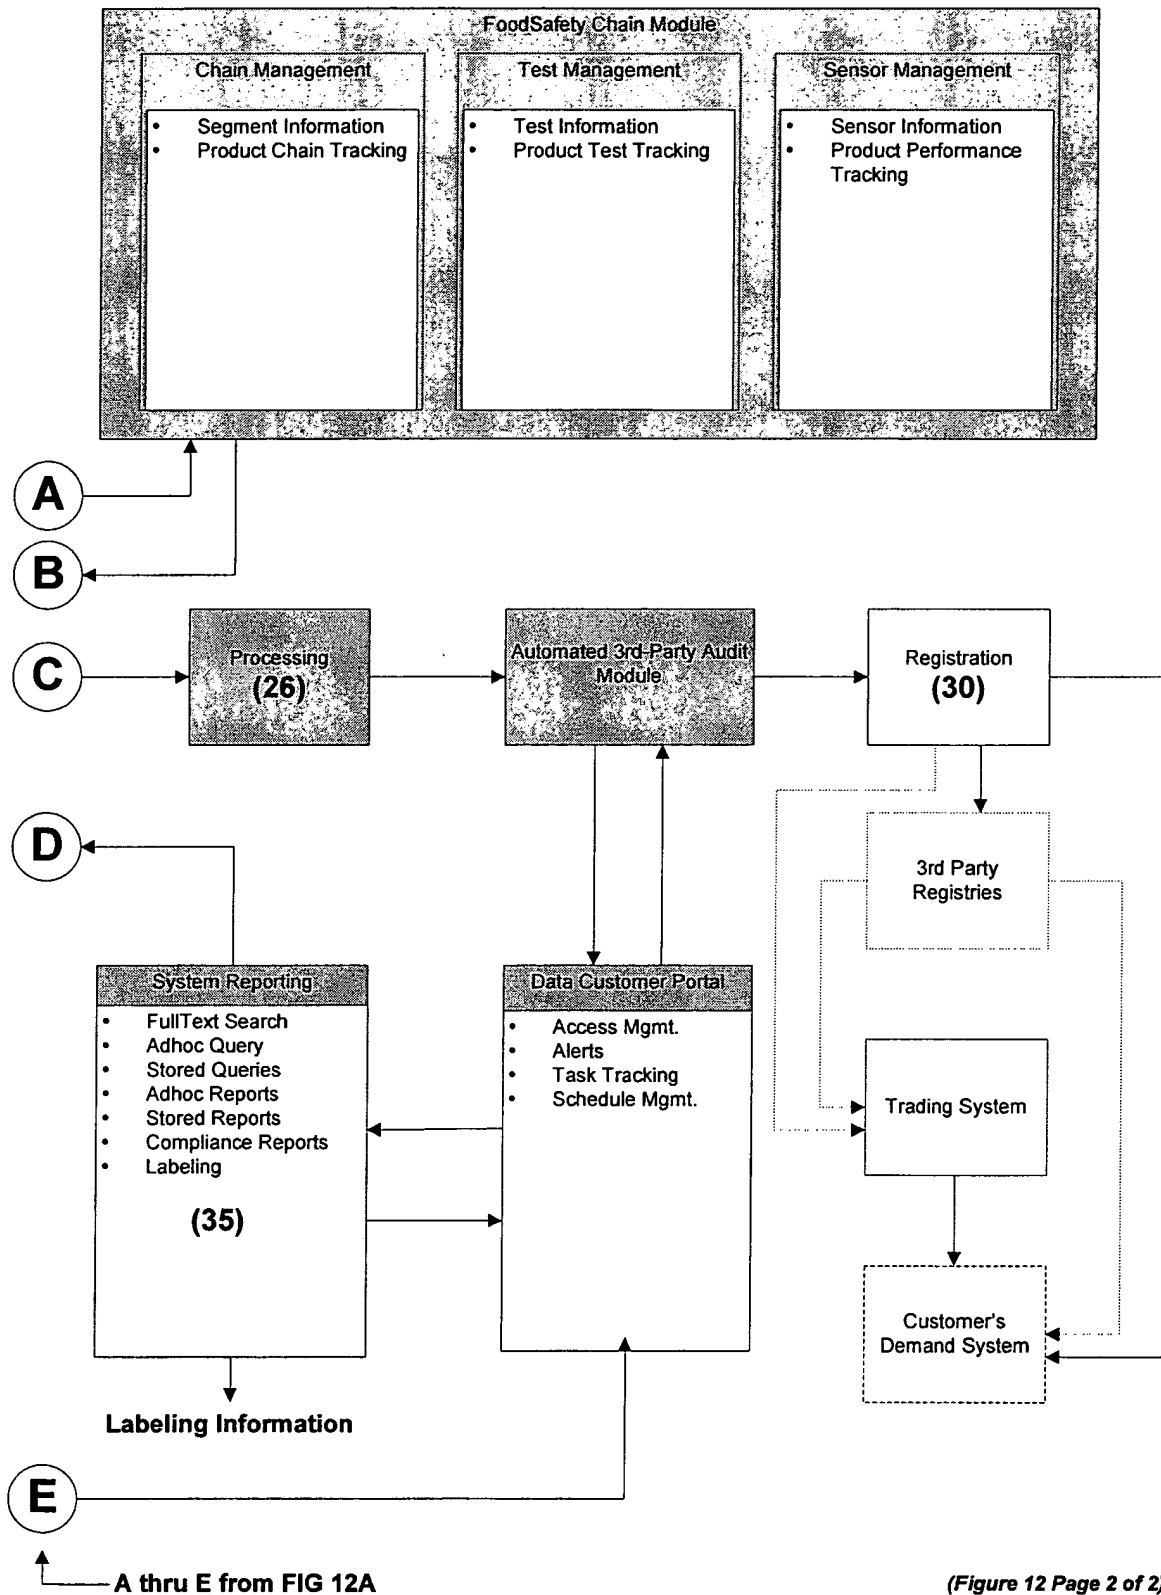 FoodSafety Chain Module
Chain Management
• Segment Information
• Product Chain Tracking
Test Management
• Test Information
• Product Test Tracking
Sensor Management
• Sensor Information
• Product Performance
Tracking
A
B
C
Processing
(26)
Automated 3rd-Party Audit
Module
Registration
(30)
D
3rd Party
Registries
System Reporting
• FullText Search
• Adhoc Query
• Stored Queries
• Adhoc Reports
• Stored Reports
• Compliance Reports
• Labeling
(35)
Data Customer Portal
• Access Mgmt.
• Alerts
• Task Tracking
• Schedule Mgmt.
Trading System
Customer's
Demand System
Labeling Information
E
A thru E from FIG 12A
(Figure 12 Page 2 of 2)